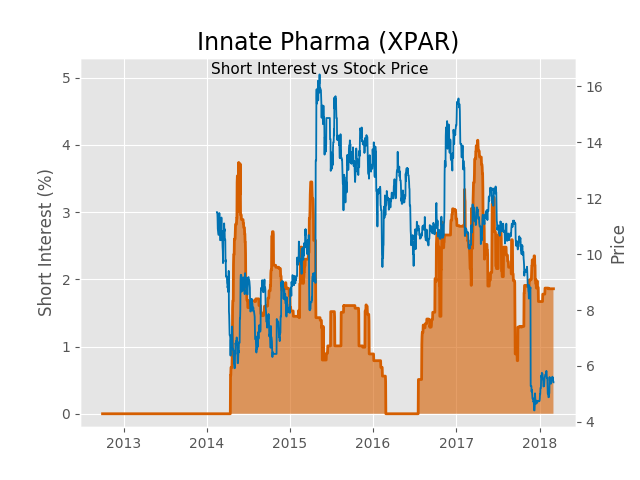 Innate Pharma (XPAR)
Short Interest vs Stock Price
Short Interest (%)
5
4
3
2
1
0
16
14
12
10
8
6
4
Price
2013 2014 2015 2016 2017 2018